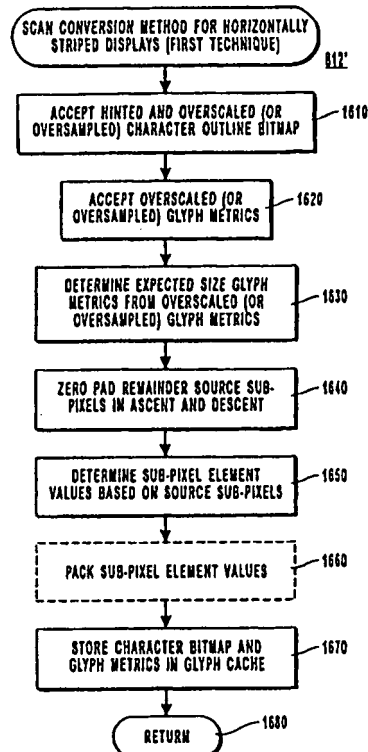 SCAN CONVERSION METHOD FOR HORIZONTALLY
STRIPED DISPLAYS (FIRST TECHNIQUE)
812'
ACCEPT HINTED AND OVERSCALED (OR
OVERSAMPLED) CHARACTER OUTLINE BITMAP
1610
ACCEPT OVERSCALED (OR
OVERSAMPLED) GLYPH METRICS
1620
DETERMINE EXPECTED SIZE GLYPH
METRICS FROM OVERSCALED (OR
OVERSAMPLED) GLYPH METRICS
1630
ZERO PAD REMAINDER SOURCE SUB-
PIXELS IN ASCENT AND DESCENT
1640
DETERMINE SUB-PIXEL ELEMENT
VALUES BASED ON SOURCE SUB-PIXELS
1650
PACK SUB-PIXEL ELEMENT VALUES
1660
STORE CHARACTER BITMAP AND
GLYPH METRICS IN GLYPH CACHE
1670
RETURN
1680